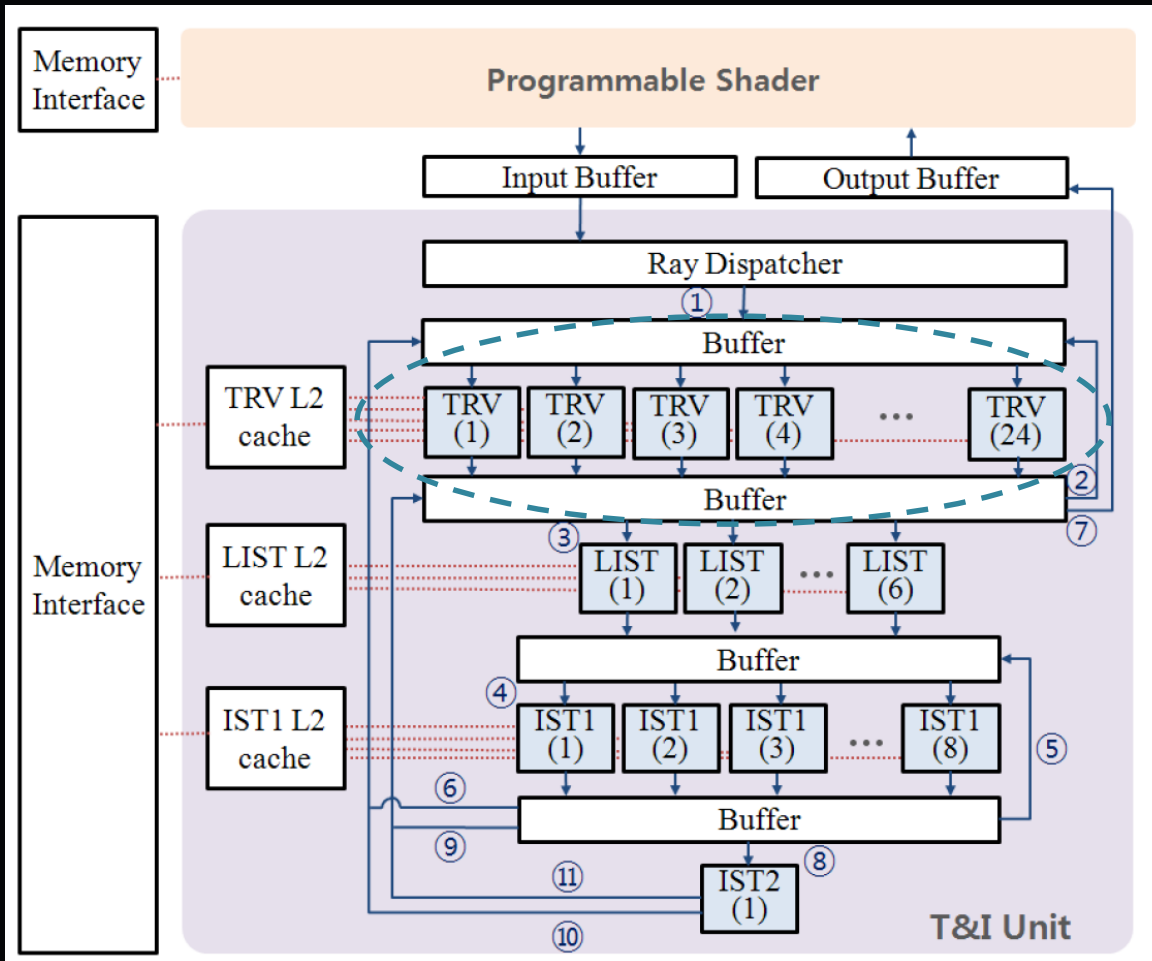 Memory
Interface
Programmable Shader
Input Buffer
Output Buffer
Ray Dispatcher
①
Buffer
TRV L2
cache
TRV
(1)
TRV
(2)
TRV
(3)
TRV
(4)
•••
TRV
(24)
②
Buffer
⑦
③
Memory
Interface
LIST L2
cache
LIST
(1)
LIST
(2)
•••
LIST
(6)
Buffer
④
IST1 L2
cache
IST1
(1)
IST1
(2)
IST1
(3)
•••
IST1
(8)
⑤
⑥
Buffer
⑨
⑧
⑪
IST2
(1)
⑩
T&I Unit